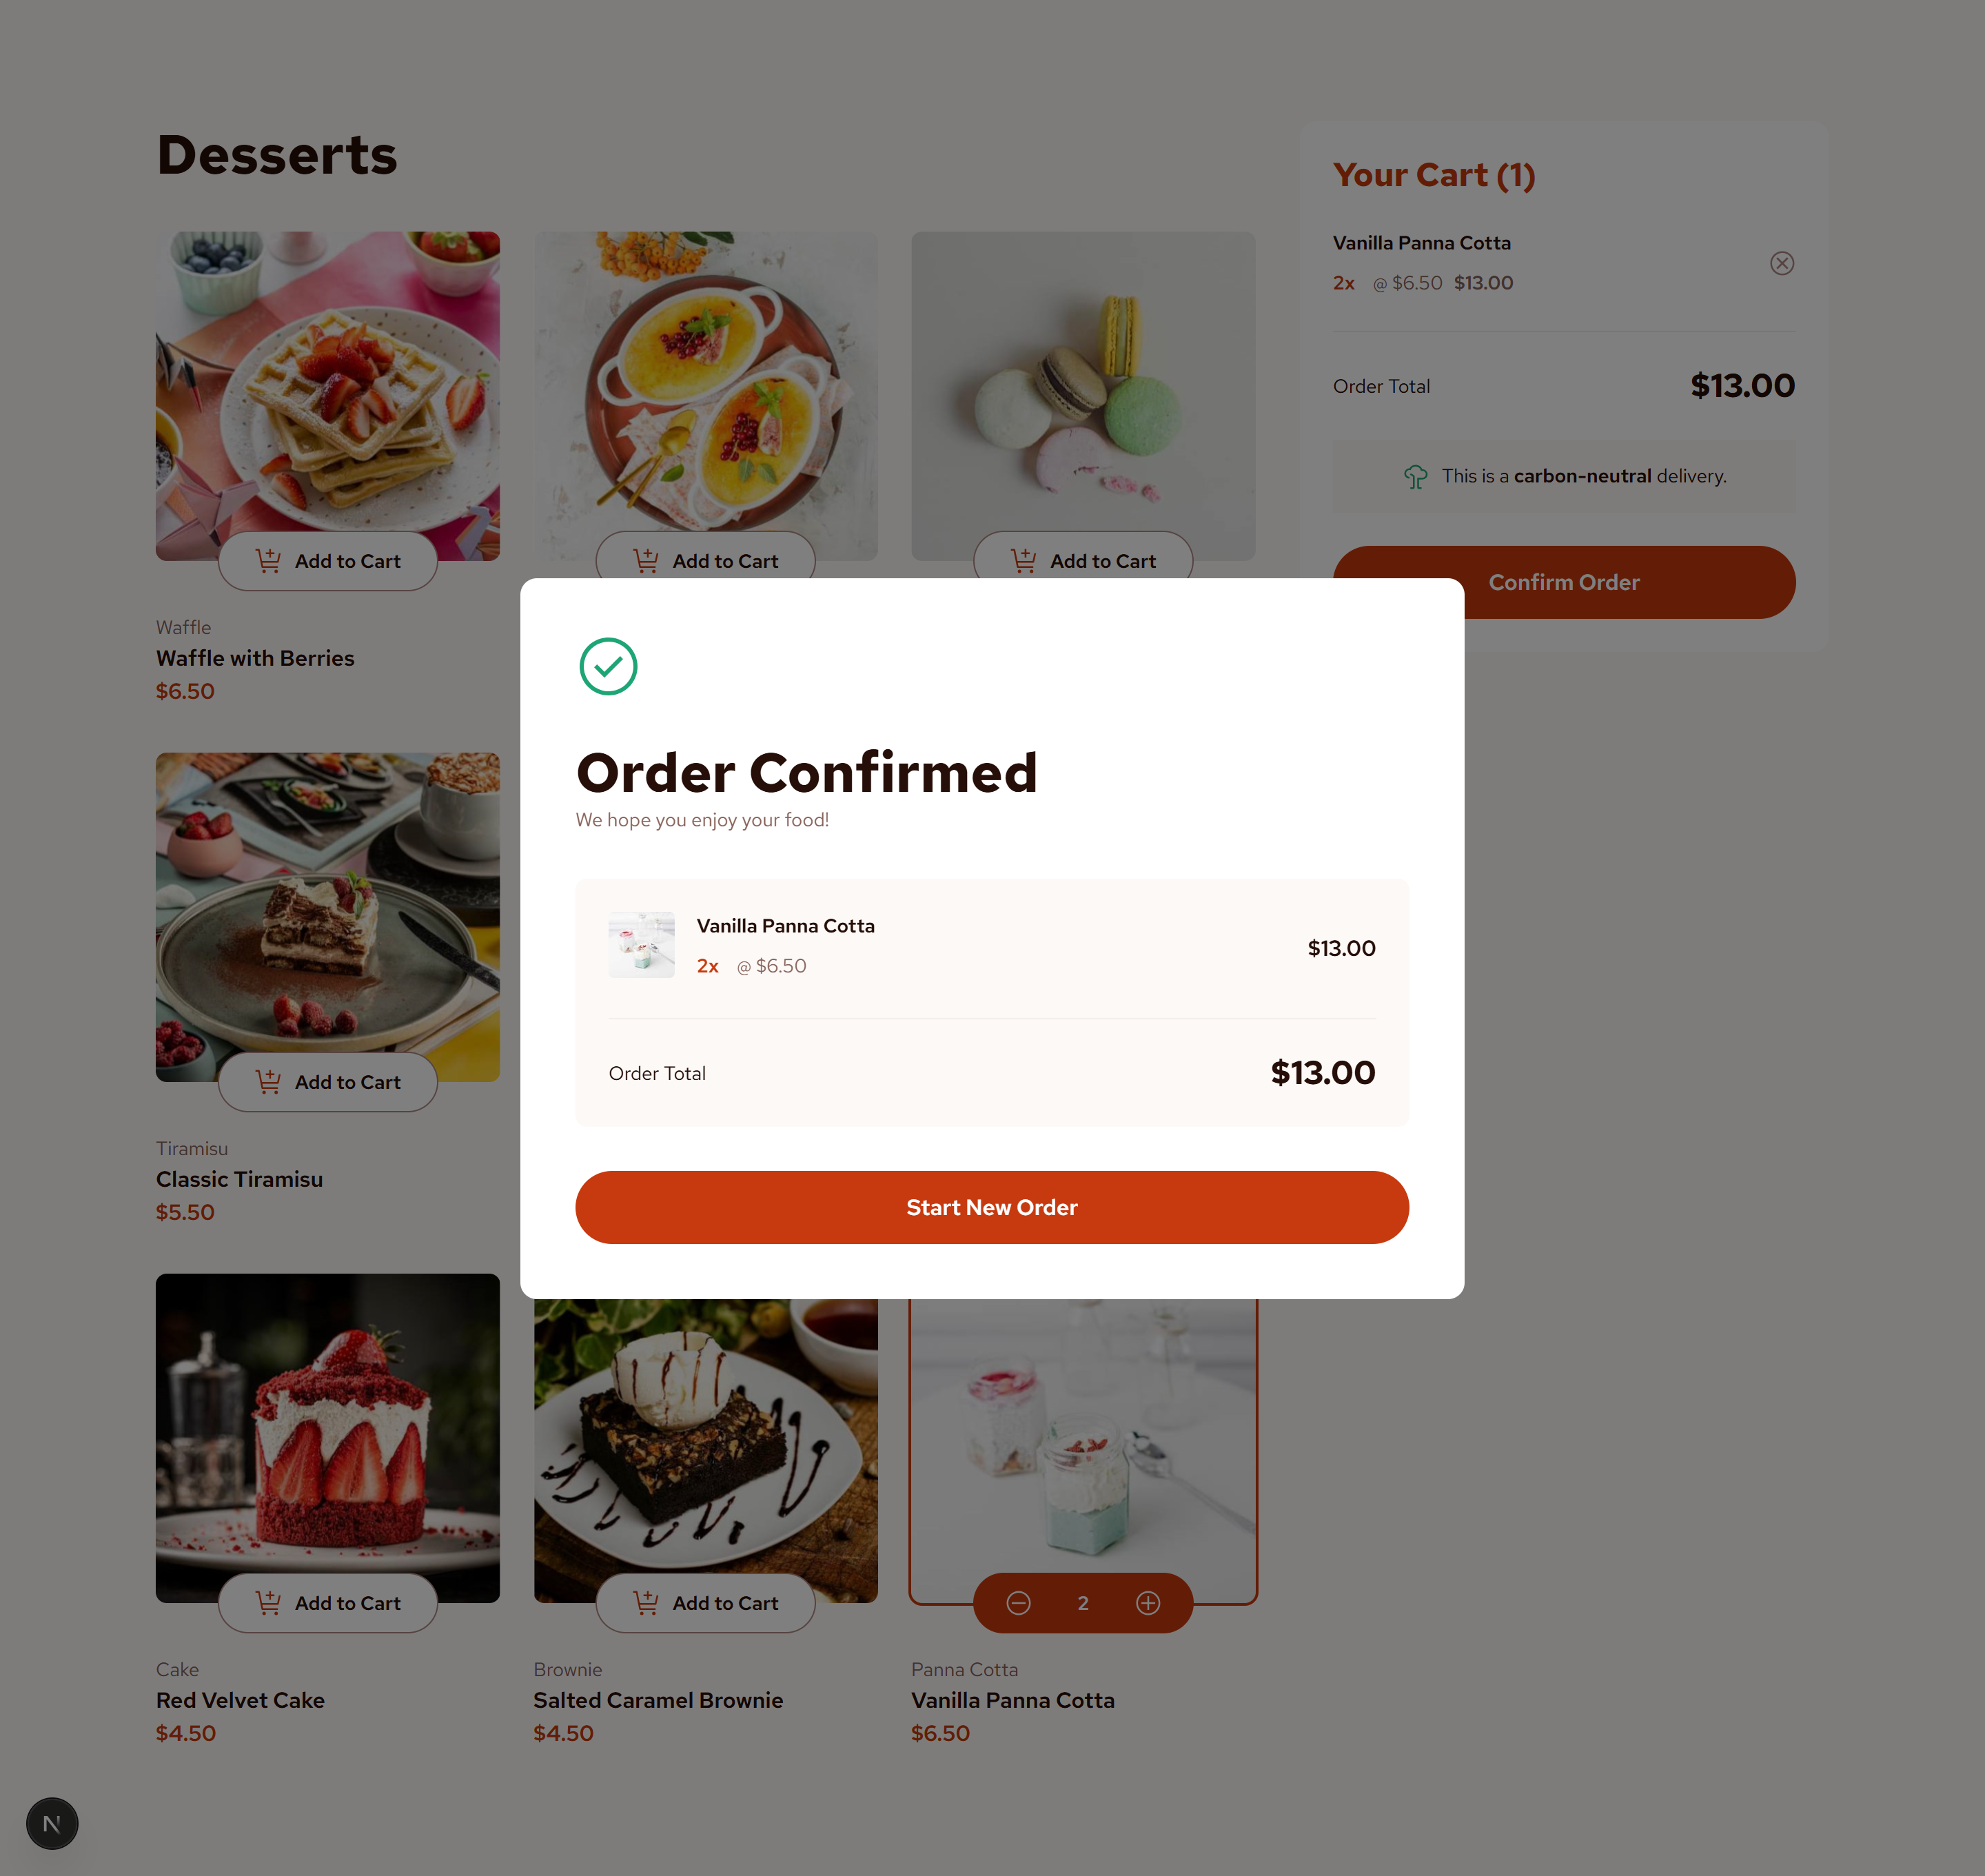 Desserts
Add to Cart
Add to Cart
Add to Cart
Waffle
Waffle with Berries
$6.50
Add to Cart
Tiramisu
Classic Tiramisu
$5.50
Add to Cart
Add to Cart
2
Cake
Red Velvet Cake
$4.50
Brownie
Salted Caramel Brownie
$4.50
Panna Cotta
Vanilla Panna Cotta
$6.50
Your Cart (1)
Vanilla Panna Cotta
2x @ $6.50 $13.00
Order Total $13.00
This is a carbon-neutral delivery.
Confirm Order
Order Confirmed
We hope you enjoy your food!
Vanilla Panna Cotta
2x @ $6.50
$13.00
Order Total $13.00
Start New Order
N